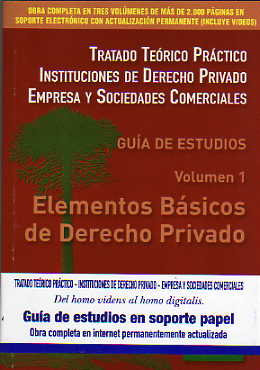 OBRA COMPLETA EN TRES VOLÚMENES DE MÁS DE 2.000 PÁGINAS EN
SOPORTE ELECTRÓNICO CON ACTUALIZACIÓN PERMANENTE (INCLUYE VIDEOS)
TRATADO TEÓRICO PRÁCTICO
INSTITUCIONES DE DERECHO PRIVADO
EMPRESA Y SOCIEDADES COMERCIALES
GUÍA DE ESTUDIOS
Volumen 1
Elementos Básicos
de Derecho Privado
TRATADO TEÓRICO PRÁCTICO - INSTITUCIONES DE DERECHO PRIVADO - EMPRESA Y SOCIEDADES COMERCIALES
Del homo videns al homo digitalis.
Guía de estudios en soporte papel
Obra completa en internet permanentemente actualizada